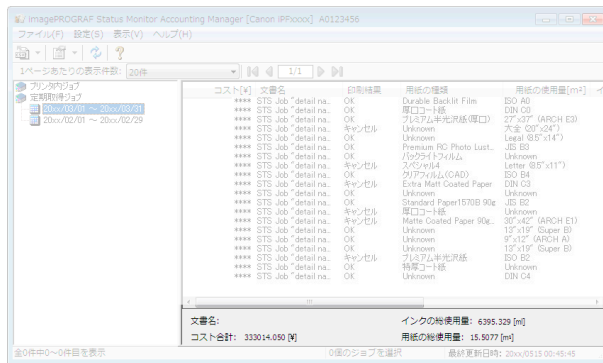 imagePROGRAF Status Monitor Accounting Manager [Canon iPFxxxx] A0123456
ファイル(F) 設定(S) 表示(V) ヘルプ(H)
1ページあたりの表示件数: 20件 1/1
プリンタ内ジョブ
定期取得ジョブ
20xx/03/01 ～ 20xx/03/31
20xx/02/01 ～ 20xx/02/29
コスト[¥] 文書名 印刷結果 用紙の種類 用紙の使用量[m²] イ
**** STS Job "detail na... OK Durable Backlit Film ISO A0
**** STS Job "detail na... OK 厚口コート紙 DIN C0
**** STS Job "detail na... OK プレミアム半光沢紙(厚口) 27"x37" (ARCH E3)
**** STS Job "detail na... キャンセル Unknown 大全 (20"x24")
**** STS Job "detail na... OK Unknown Legal (8.5"x14")
**** STS Job "detail na... OK Premium RC Photo Lust... JIS B3
**** STS Job "detail na... OK バックライトフィルム Unknown
**** STS Job "detail na... キャンセル スペシャル4 Letter (8.5"x11")
**** STS Job "detail na... OK クリアフィルム(CAD) ISO B4
**** STS Job "detail na... キャンセル Extra Matt Coated Paper DIN C3
**** STS Job "detail na... OK Unknown Unknown
**** STS Job "detail na... OK Standard Paper1570B 90g JIS B2
**** STS Job "detail na... キャンセル 厚口コート紙 Unknown
**** STS Job "detail na... キャンセル Matte Coated Paper 90g... 30"x42" (ARCH E1)
**** STS Job "detail na... OK Unknown 13"x19" (Super B)
**** STS Job "detail na... OK Unknown 9"x12" (ARCH A)
**** STS Job "detail na... OK Unknown 13"x19" (Super B)
**** STS Job "detail na... キャンセル プレミアム半光沢紙 ISO B2
**** STS Job "detail na... OK 特厚コート紙 Unknown
**** STS Job "detail na... OK Unknown DIN C4
文書名: インクの総使用量: 6395.329 [ml]
コスト合計: 333014.050 [¥] 用紙の総使用量: 15.5077 [m²]
全0件中0～0件目を表示 0個のジョブを選択 最終更新日時: 20xx/0515 00:45:45